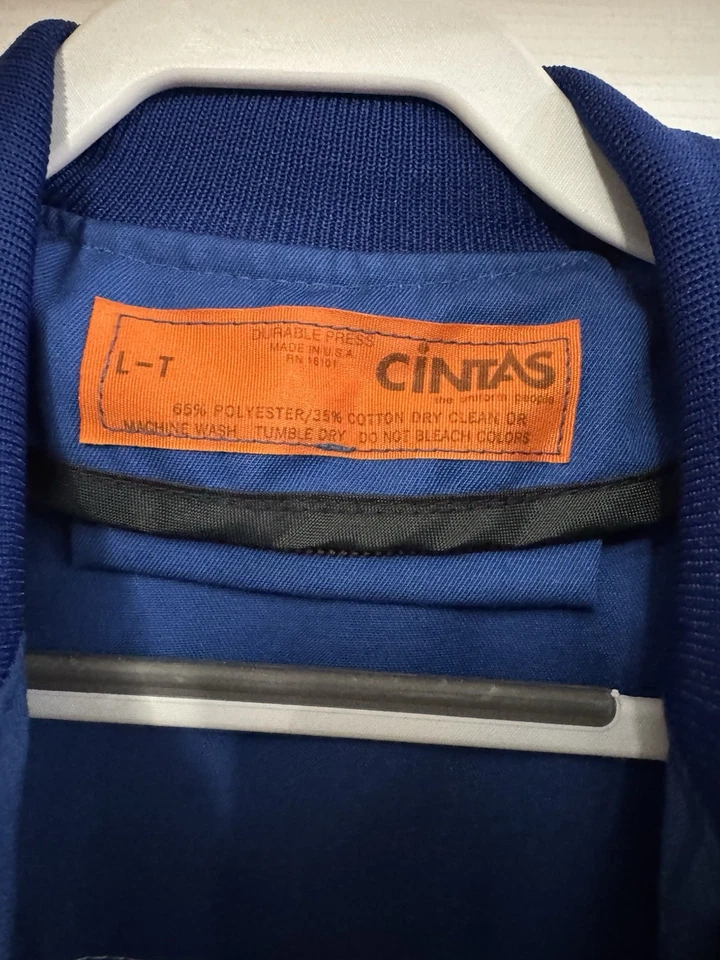 DURABLE PRESS
MADE IN U.S.A.
RN 16101
L-T
CINTAS
the uniform people
65% POLYESTER/35% COTTON DRY CLEAN OR
MACHINE WASH TUMBLE DRY DO NOT BLEACH COLORS